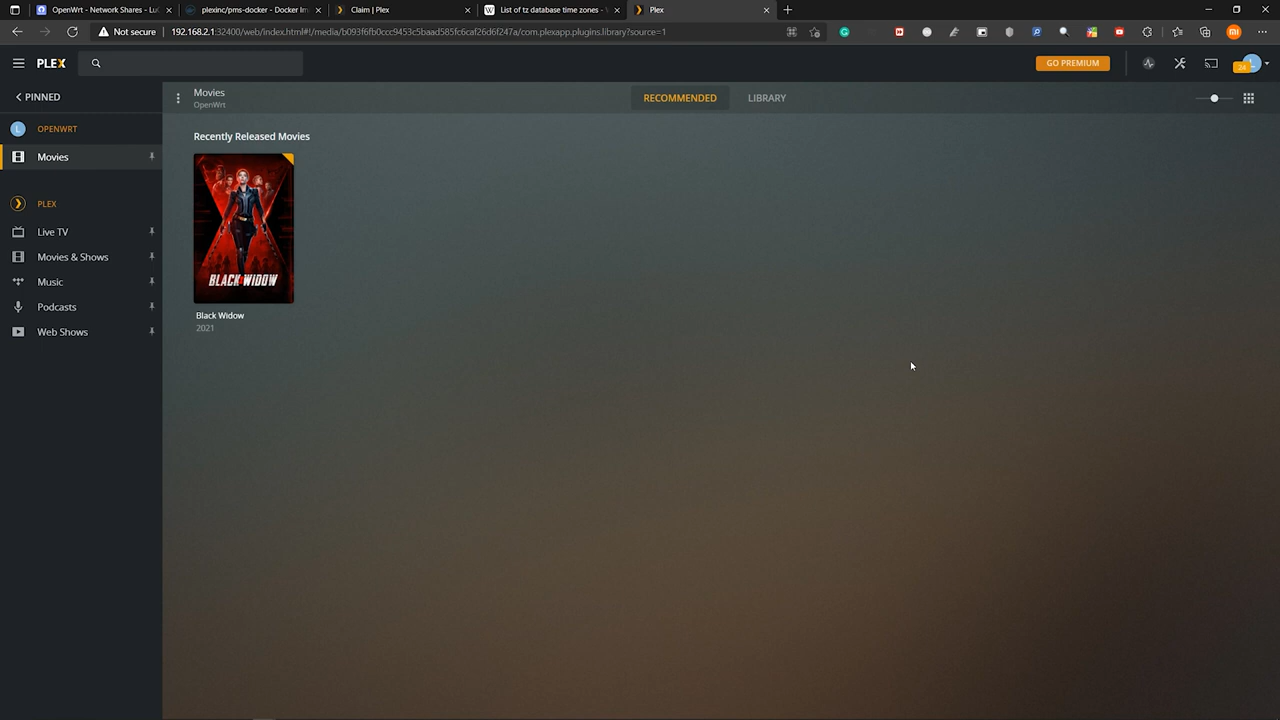 OpenWrt - Network Shares - Lu
plexinc/pms-docker - Docker Im
Claim | Plex
List of tz database time zones - 
Plex
Not secure
192.168.2.1:32400/web/index.html#!/media/b093f6fb0ccc9453c5baad585fc6caf26d6f247a/com.plexapp.plugins.library?source=1
PLEX
GO PREMIUM
24
L
PINNED
Movies
OpenWrt
RECOMMENDED
LIBRARY
L
OPENWRT
Movies
PLEX
Live TV
Movies & Shows
Music
Podcasts
Web Shows
Recently Released Movies
BLACK WIDOW
Black Widow
2021